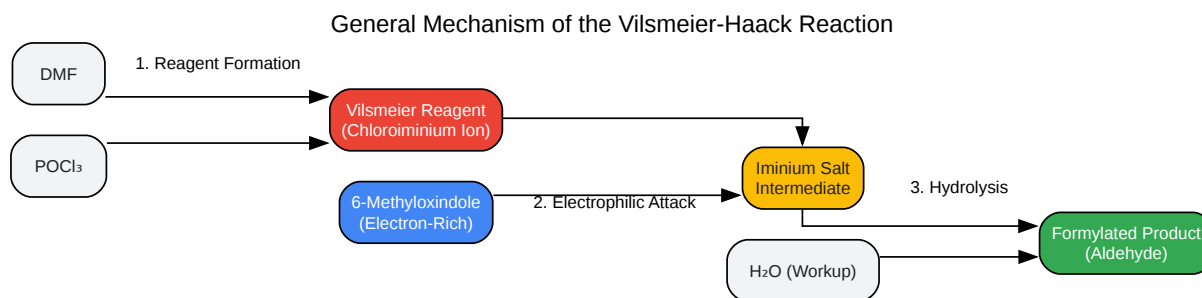 General Mechanism of the Vilsmeier-Haack Reaction
DMF
1. Reagent Formation
Vilsmeier Reagent
(Chloroiminium Ion)
POCl₃
Iminium Salt
Intermediate
6-Methyloxindole
(Electron-Rich)
2. Electrophilic Attack
3. Hydrolysis
Formylated Product
(Aldehyde)
H₂O (Workup)